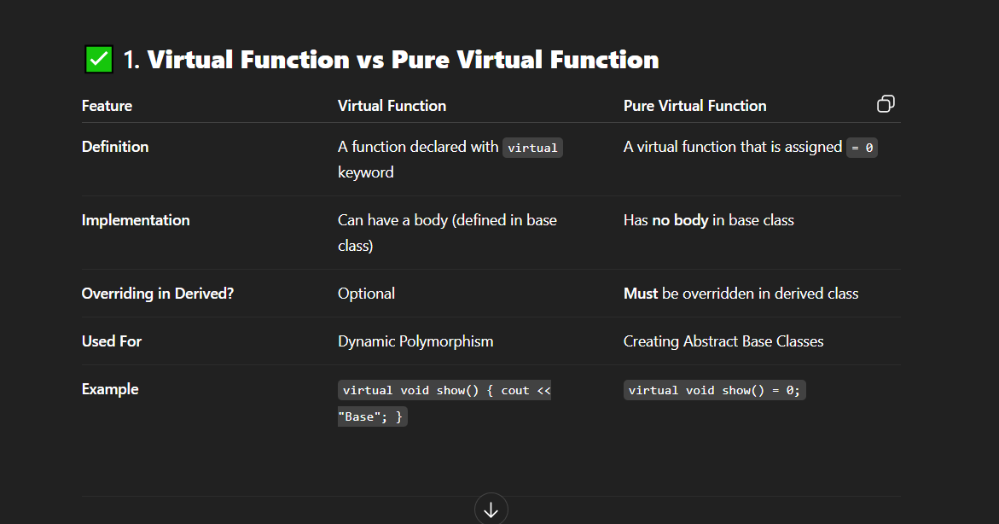 ✅ 1. Virtual Function vs Pure Virtual Function
Feature Virtual Function Pure Virtual Function
Definition A function declared with virtual A virtual function that is assigned = 0
keyword
Implementation Can have a body (defined in base Has no body in base class
class)
Overriding in Derived? Optional Must be overridden in derived class
Used For Dynamic Polymorphism Creating Abstract Base Classes
Example virtual void show() { cout << virtual void show() = 0;
"Base"; }